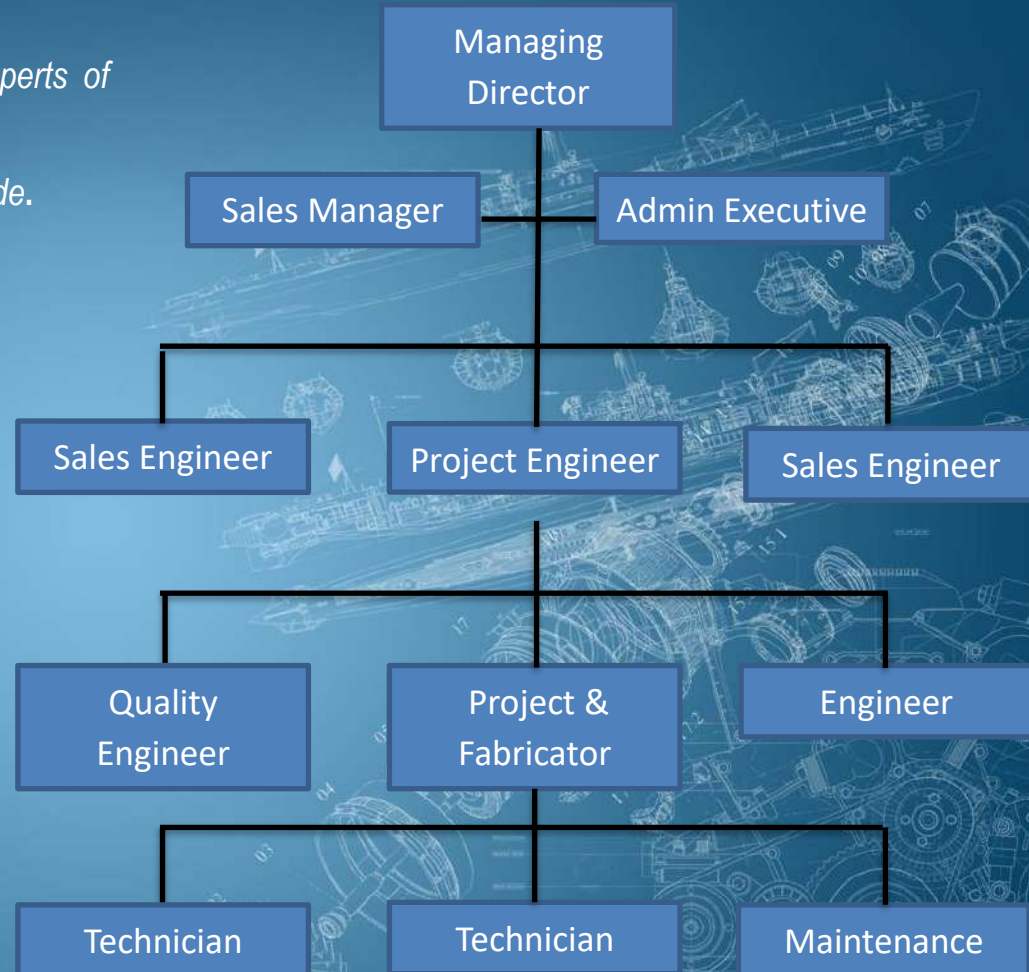 perts of
de.
Managing
Director
Sales Manager
Admin Executive
Sales Engineer
Project Engineer
Sales Engineer
Quality
Engineer
Project &
Fabricator
Engineer
Technician
Technician
Maintenance